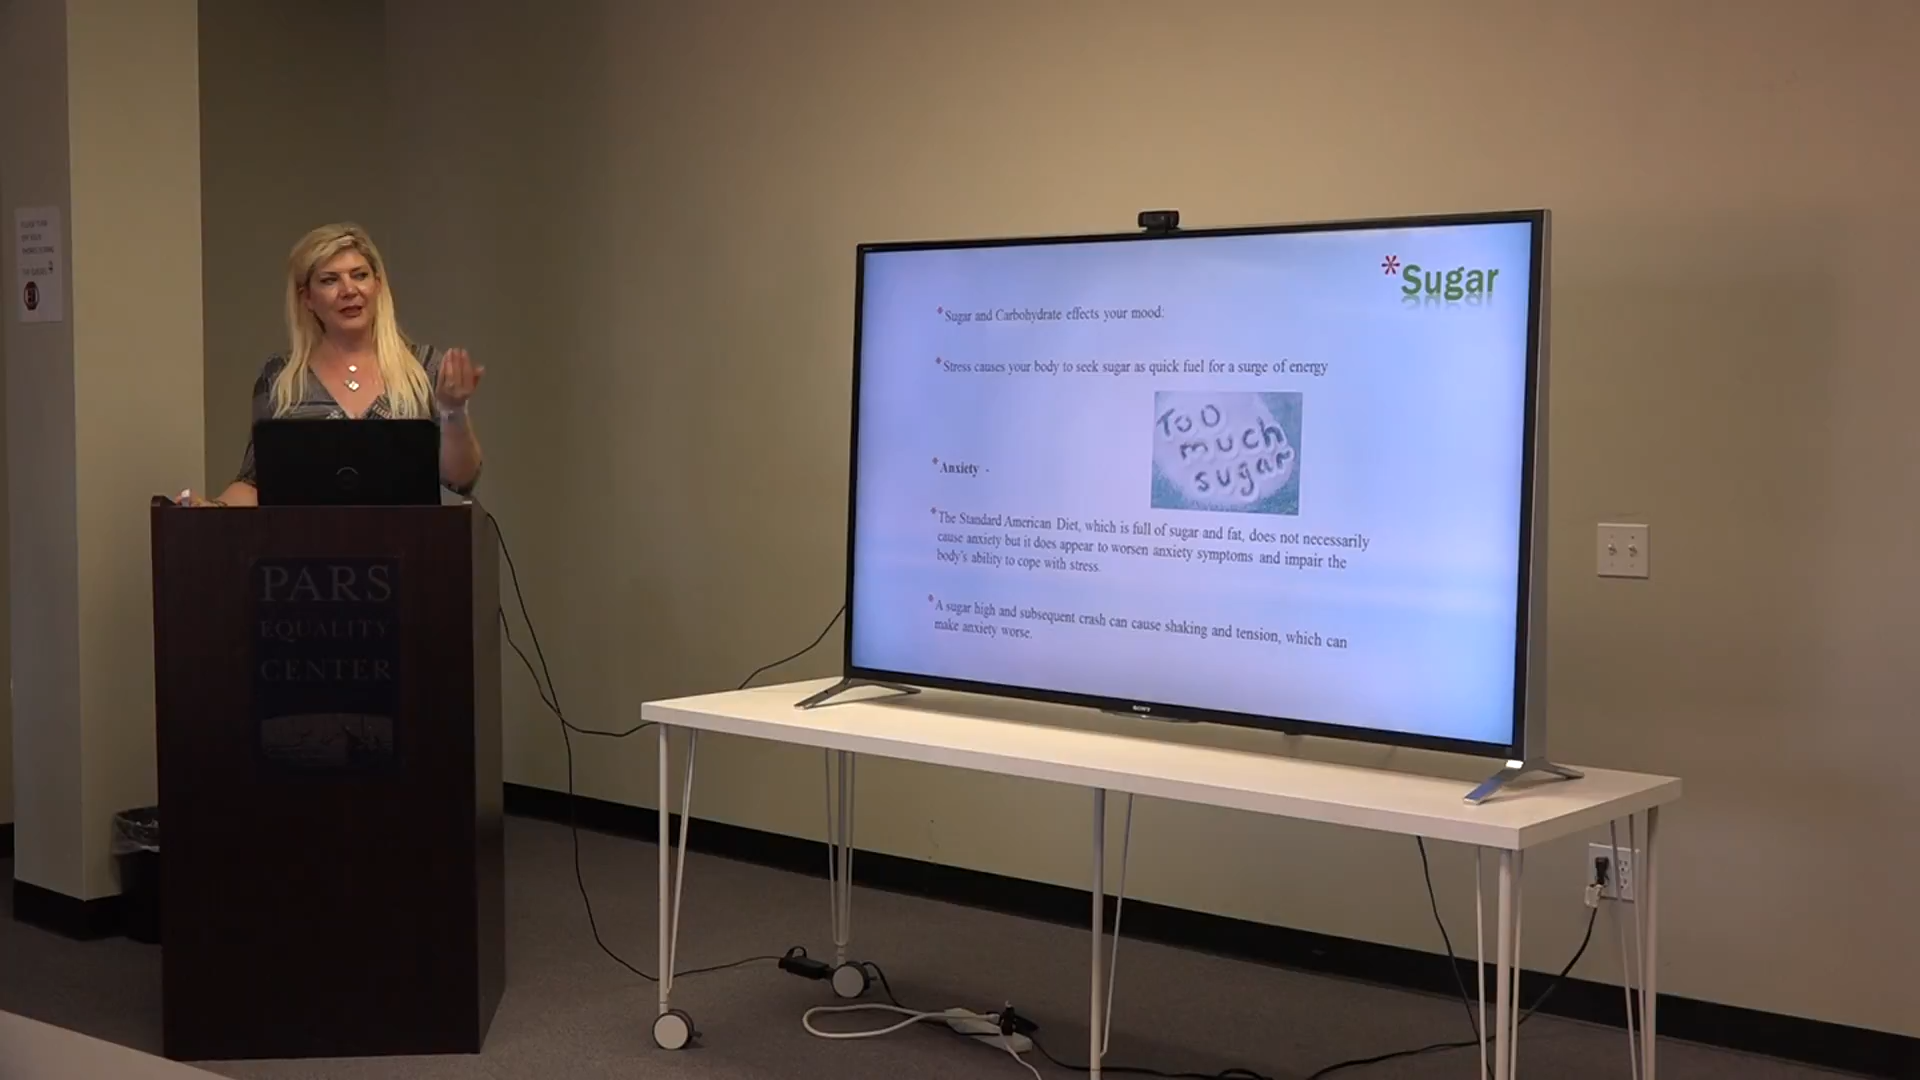 PARS
EQUALITY
CENTER
*Sugar
*Sugar and Carbohydrate effects your mood:
*Stress causes your body to seek sugar as quick fuel for a surge of energy
Too
much
sugar
*Anxiety -
*The Standard American Diet, which is full of sugar and fat, does not necessarily
cause anxiety but it does appear to worsen anxiety symptoms and impair the
body's ability to cope with stress.
*A sugar high and subsequent crash can cause shaking and tension, which can
make anxiety worse.
SONY